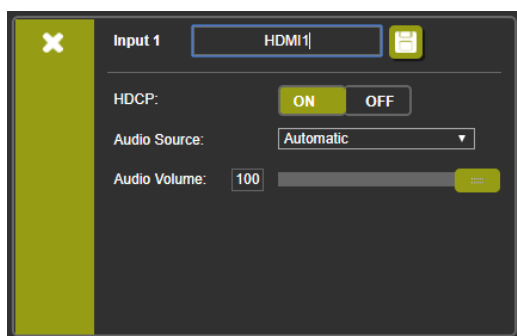 Input 1 HDMI1
HDCP: ON OFF
Audio Source: Automatic
Audio Volume: 100